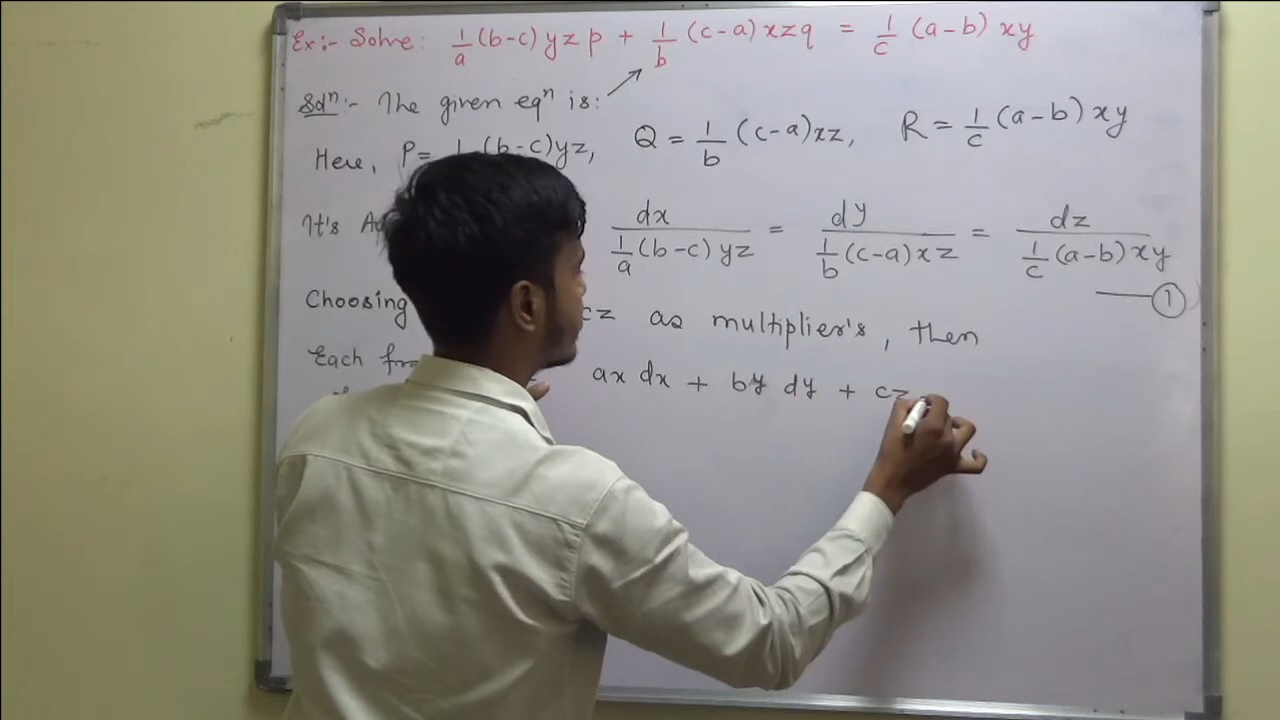 Ex:- Solve: 1/a (b-c) yz p + 1/b (c-a) xzq = 1/c (a-b) xy
Solⁿ:- The given eqⁿ is:
Here, P = (b-c)yz, Q = 1/b (c-a)xz, R = 1/c (a-b) xy
It's dx / 1/a (b-c) yz = dy / 1/b (c-a) xz = dz / 1/c (a-b) xy
1
Choosing cz as multiplier's, then
Each ax dx + by dy + cz